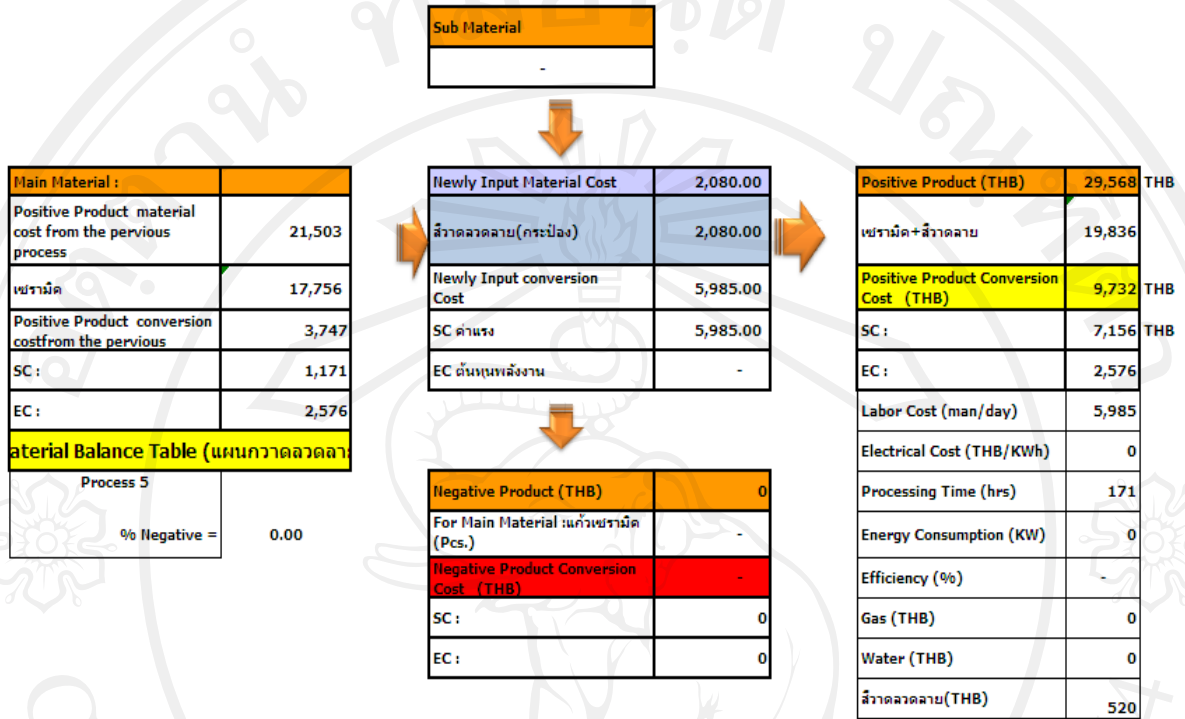 Sub Material
-
Main Material :
Positive Product material
cost from the pervious
process
21,503
เซรามิค
17,756
Positive Product conversion
costfrom the pervious
3,747
SC :
1,171
EC :
2,576
aterial Balance Table (แผนกวาดลวดลา
Process 5
% Negative =
0.00
Newly Input Material Cost
2,080.00
สีวาดลวดลาย(กระป๋อง)
2,080.00
Newly Input conversion
Cost
5,985.00
SC ค่าแรง
5,985.00
EC ต้นทุนพลังงาน
-
Negative Product (THB)
0
For Main Material :แก้วเซรามิค
(Pcs.)
-
Negative Product Conversion
Cost (THB)
-
SC :
0
EC :
0
Positive Product (THB)
29,568 THB
เซรามิค+สีวาดลาย
19,836
Positive Product Conversion
Cost (THB)
9,732 THB
SC :
7,156 THB
EC :
2,576
Labor Cost (man/day)
5,985
Electrical Cost (THB/KWh)
0
Processing Time (hrs)
171
Energy Consumption (KW)
0
Efficiency (%)
-
Gas (THB)
0
Water (THB)
0
สีวาดลวดลาย(THB)
520